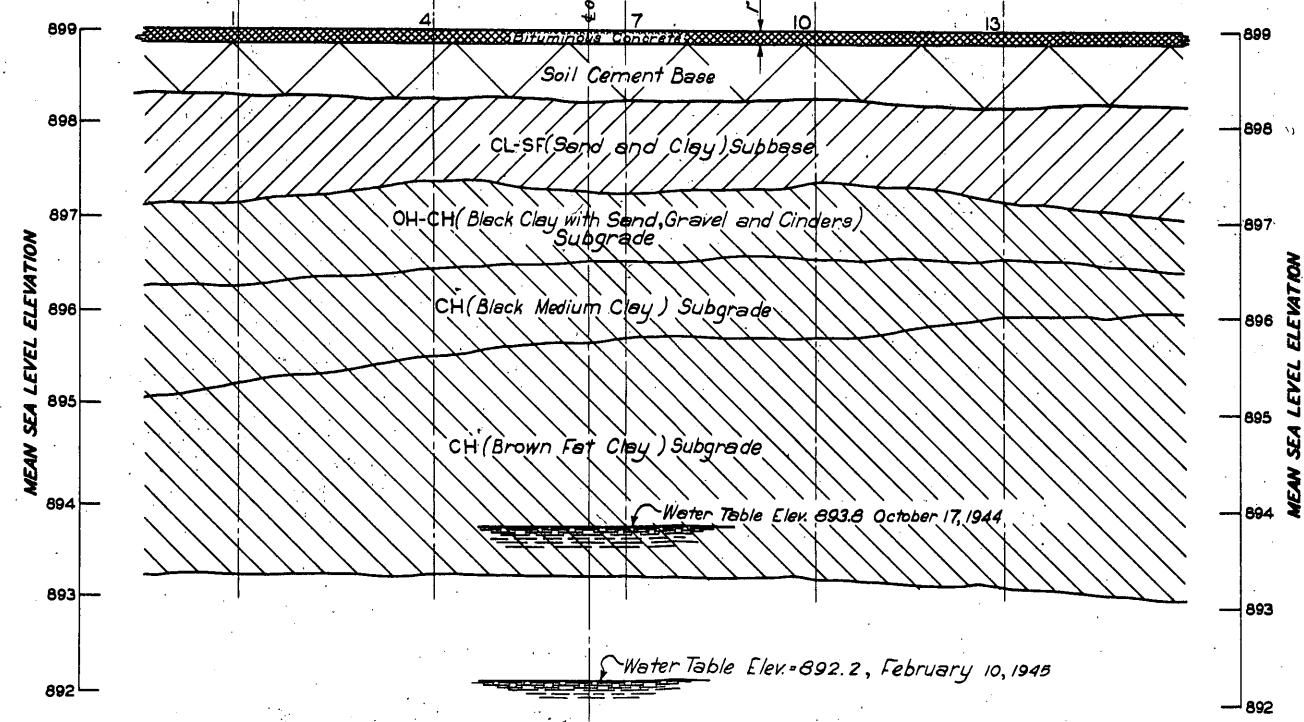 1 4 7 10 13
899 899
Bituminous Concrete
Soil Cement Base
898 898
CL-SF(Sand and Clay) Subbase
897 897
OH-CH(Black Clay with Sand, Gravel and Cinders)
Subgrade
MEAN SEA LEVEL ELEVATION
MEAN SEA LEVEL ELEVATION
896 896
CH(Black Medium Clay) Subgrade
895 895
CH(Brown Fat Clay) Subgrade
894 894
Water Table Elev. 893.8 October 17, 1944
893 893
Water Table Elev.=892.2, February 10, 1945
892 892